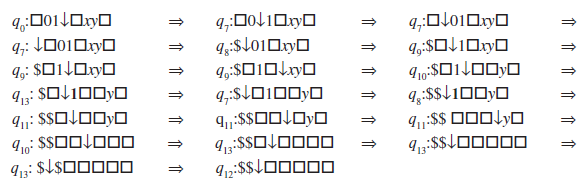 q₀:□01↓□xy□ ⇒ q₇:□0↓1□xy□ ⇒ q₇:□↓01□xy□ ⇒
q₇: ↓□01□xy□ ⇒ q₈:$↓01□xy□ ⇒ q₉:$□↓1□xy□ ⇒
q₉: $□1↓□xy□ ⇒ q₉:$□1□↓xy□ ⇒ q₁₀:$□1↓□□y□ ⇒
q₁₃: $□↓1□□y□ ⇒ q₇:$↓□1□□y□ ⇒ q₈:$$↓1□□y□ ⇒
q₁₁: $$□↓□□y□ ⇒ q₁₁:$$□□↓□y□ ⇒ q₁₁:$$ □□□↓y□ ⇒
q₁₀: $$□□↓□□□ ⇒ q₁₃:$$□↓□□□□ ⇒ q₁₃:$$↓□□□□□ ⇒
q₁₃: $↓$□□□□□ ⇒ q₁₂:$$↓□□□□□